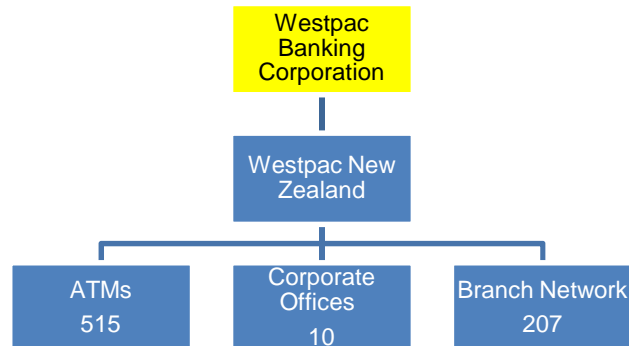 Westpac
Banking
Corporation
Westpac New
Zealand
ATMs
515
Corporate
Offices
10
Branch Network
207